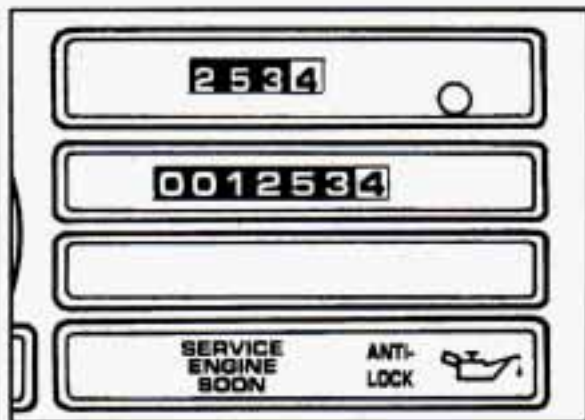 2534
0012534
SERVICE
ENGINE
SOON
ANTI-
LOCK